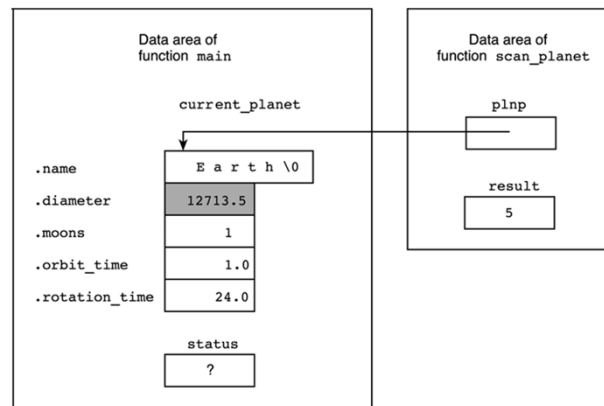 Data area of
function main
current_planet
.name E a r t h \0
.diameter 12713.5
.moons 1
.orbit_time 1.0
.rotation_time 24.0
status
?
Data area of
function scan_planet
plnp
result
5